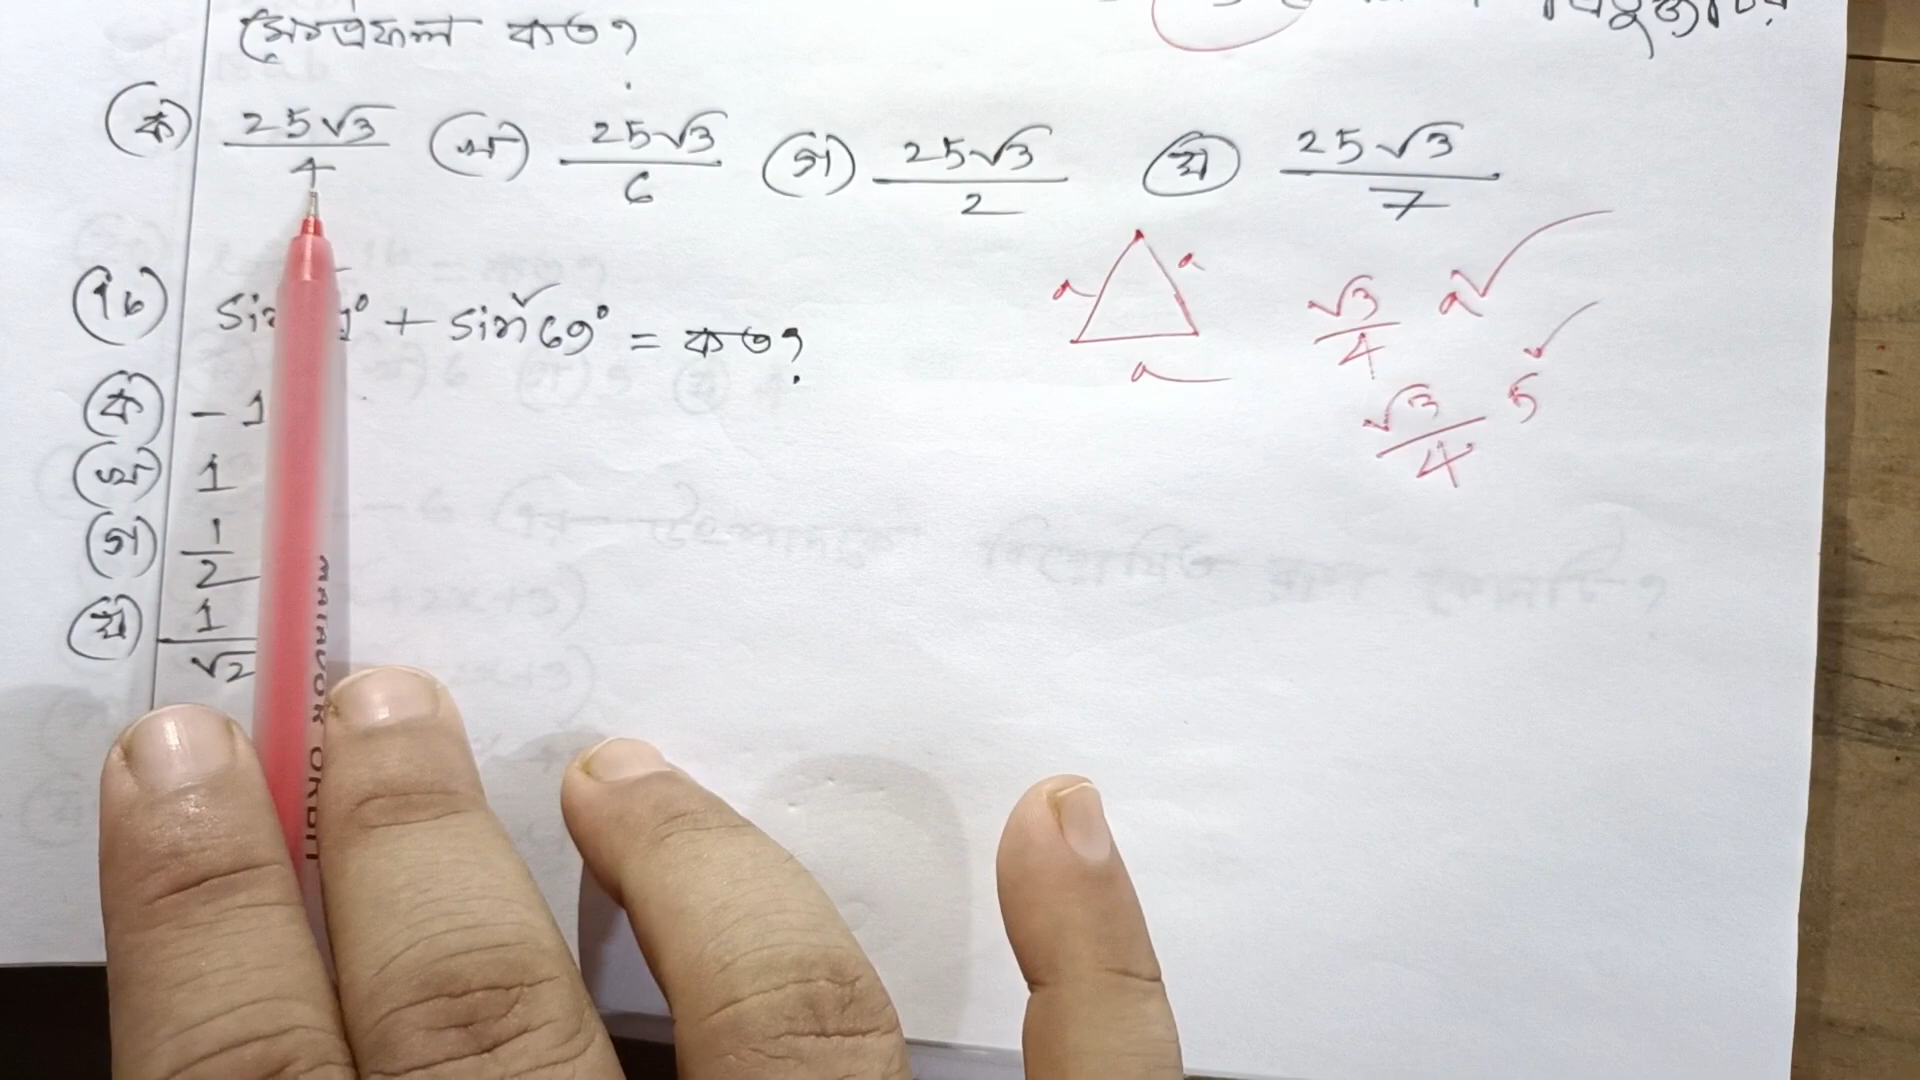 ক্ষেত্রফল কত?
(ক) 25√3/4 (খ) 25√3/6 (গ) 25√3/2 (ঘ) 25√3/7
a a √3/4 a²
a
√3/4 5²
(16) + sin²69° = কত?
(ক) -1
(খ) 1
(গ) 1/2
(ঘ) 1/√2
MATADOR ORBIT